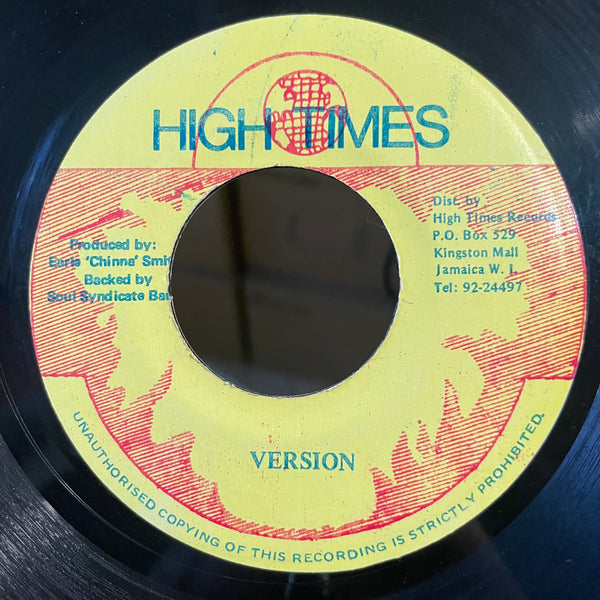 HIGH TIMES
Produced by:
Earle 'Chinna' Smi
Backed by
Soul Syndicate Ba
Dist. by
High Times Records
P.O. Box 529
Kingston Mall
Jamaica W. I.
Tel: 92-24497
VERSION
UNAUTHORISED COPYING OF THIS RECORDING IS STRICTLY PROHIBITED.